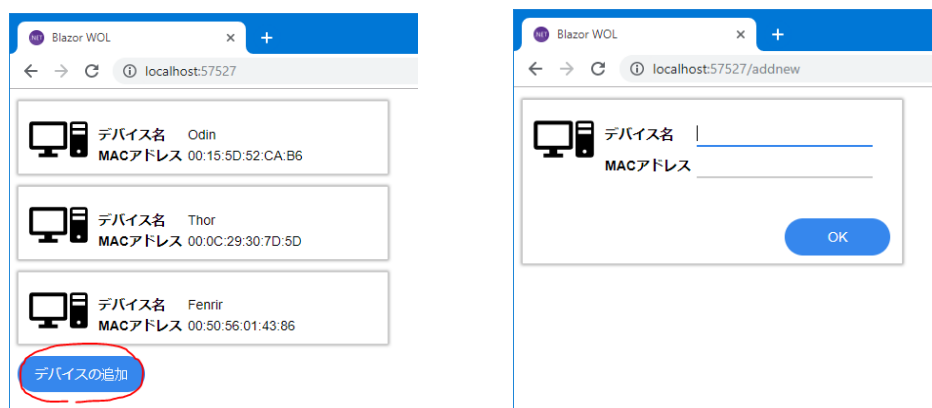 Blazor WOL
localhost:57527
デバイス名 Odin
MACアドレス 00:15:5D:52:CA:B6
デバイス名 Thor
MACアドレス 00:0C:29:30:7D:5D
デバイス名 Fenrir
MACアドレス 00:50:56:01:43:86
デバイスの追加
Blazor WOL
localhost:57527/addnew
デバイス名
MACアドレス
OK